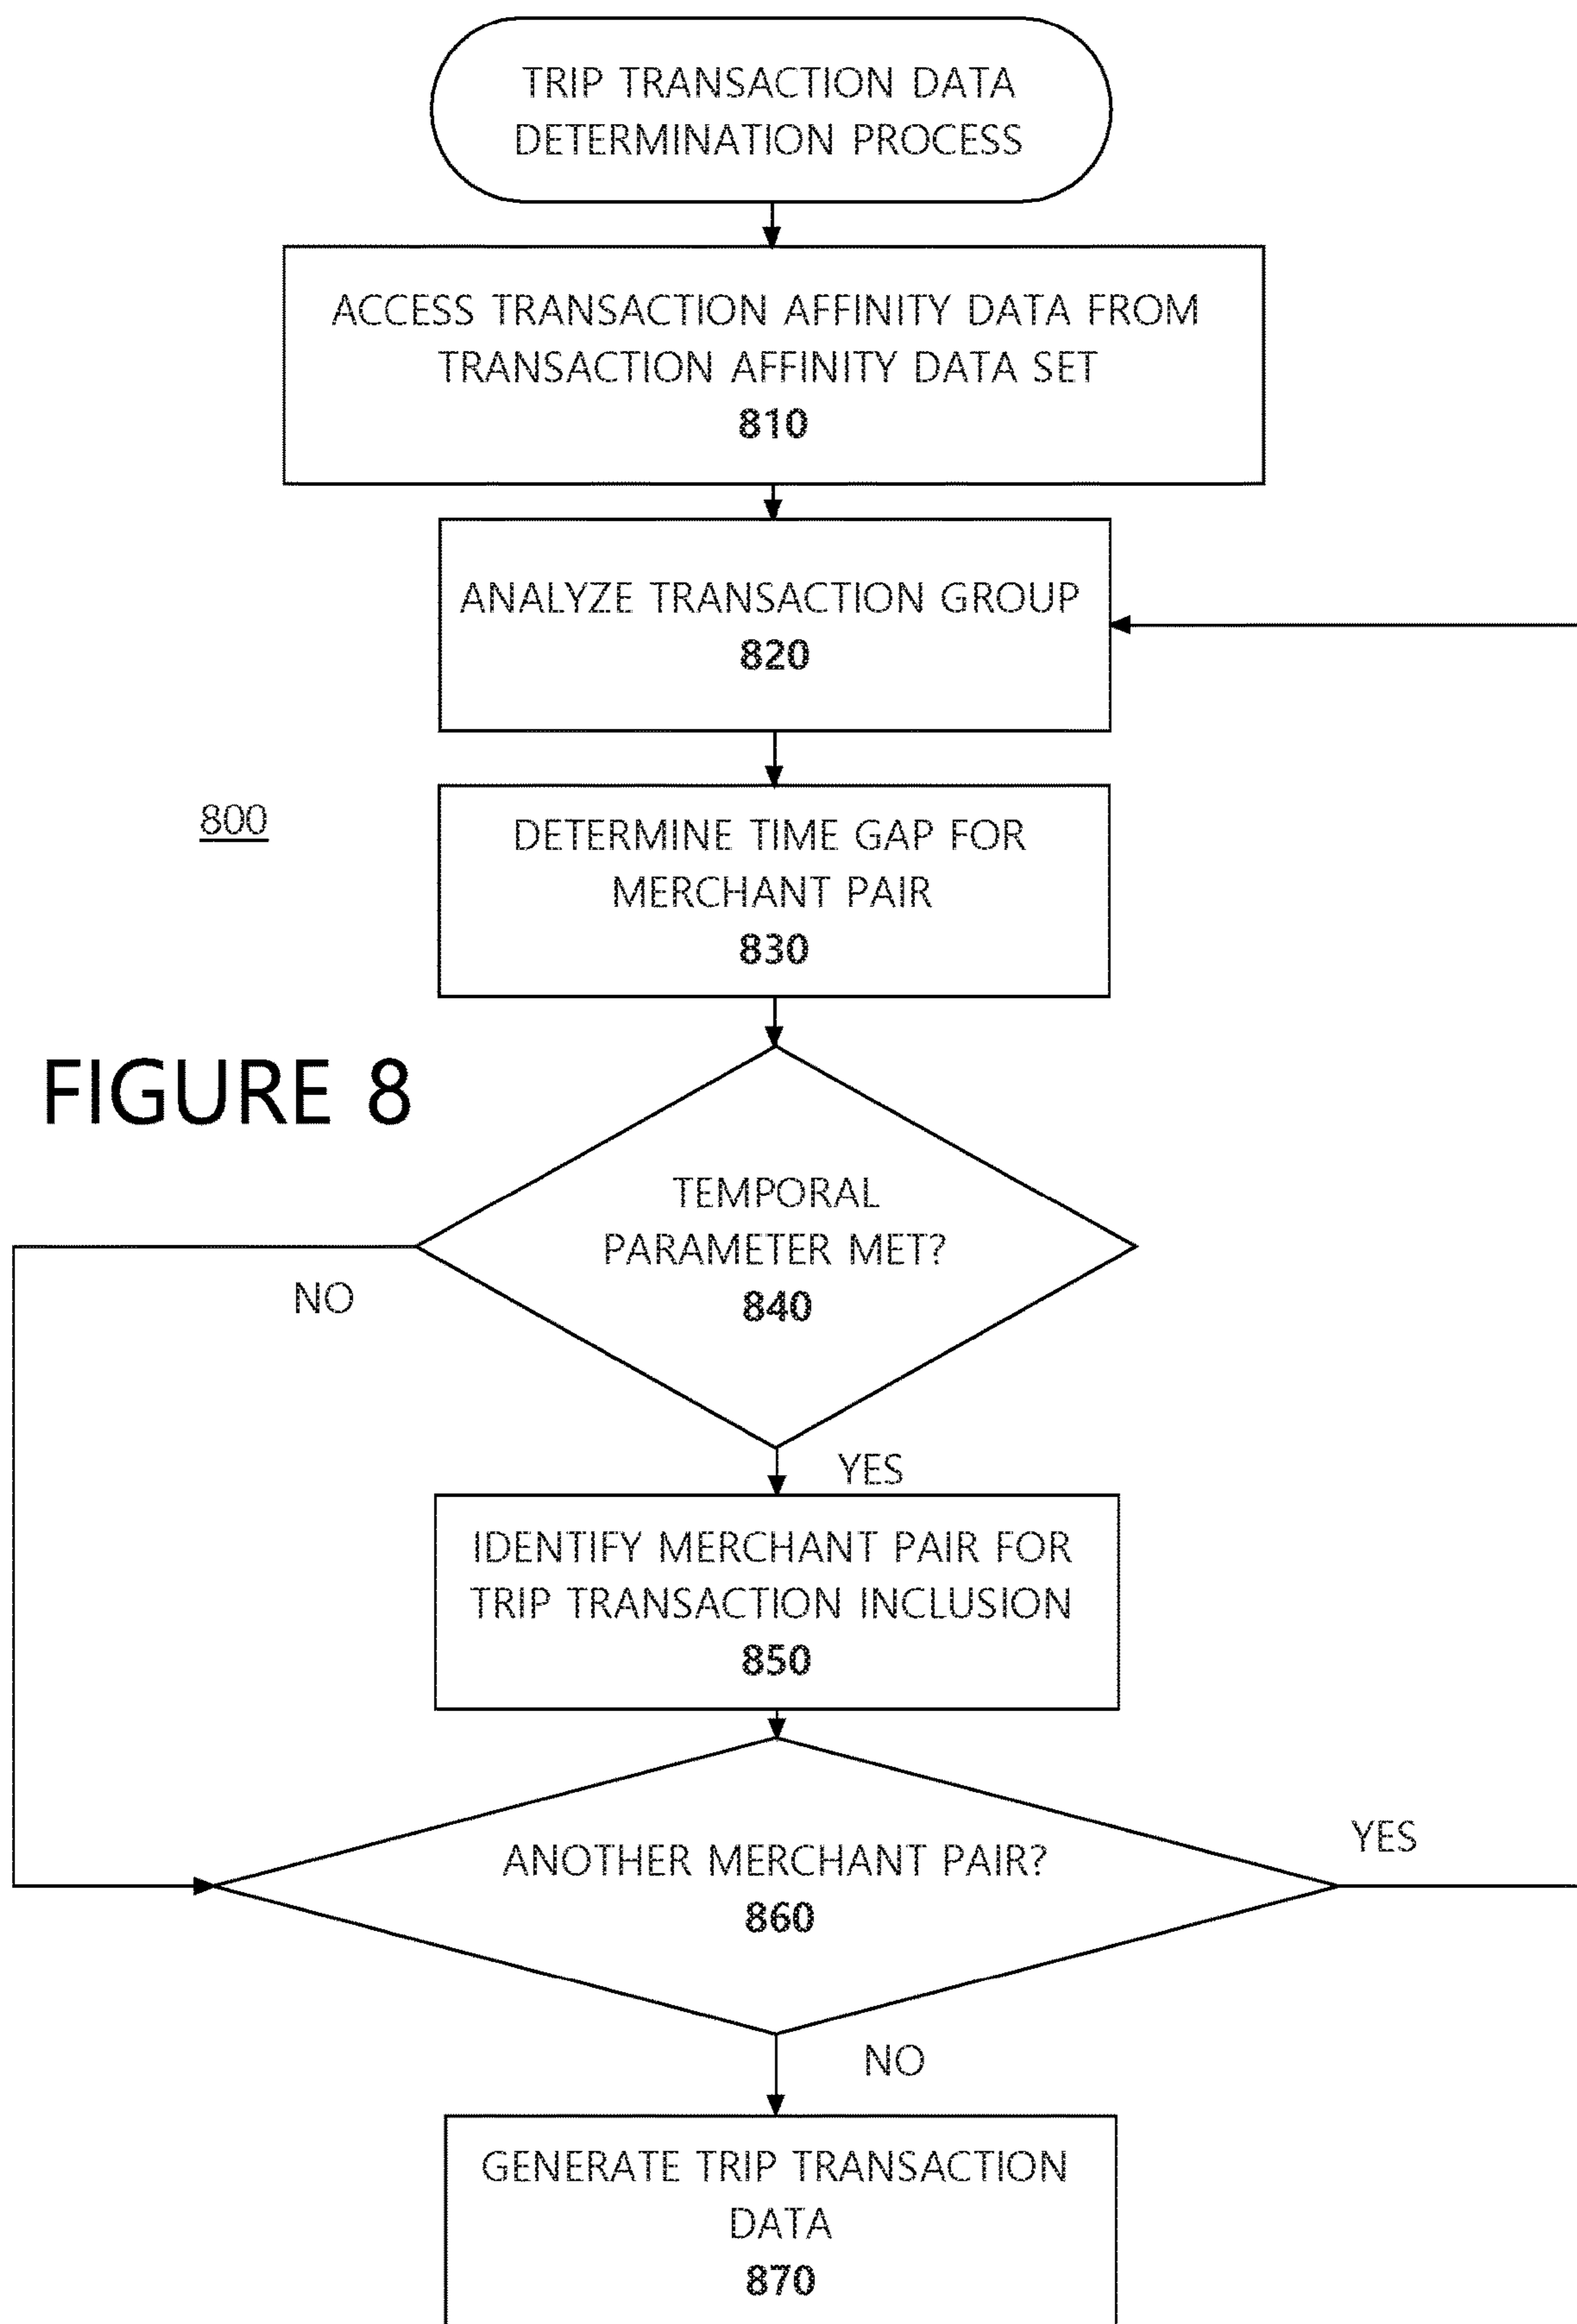 TRIP TRANSACTION DATA
DETERMINATION PROCESS
ACCESS TRANSACTION AFFINITY DATA FROM
TRANSACTION AFFINITY DATA SET
810
ANALYZE TRANSACTION GROUP
820
800
DETERMINE TIME GAP FOR
MERCHANT PAIR
830
FIGURE 8
TEMPORAL
PARAMETER MET?
840
NO
YES
IDENTIFY MERCHANT PAIR FOR
TRIP TRANSACTION INCLUSION
850
ANOTHER MERCHANT PAIR?
860
YES
NO
GENERATE TRIP TRANSACTION
DATA
870